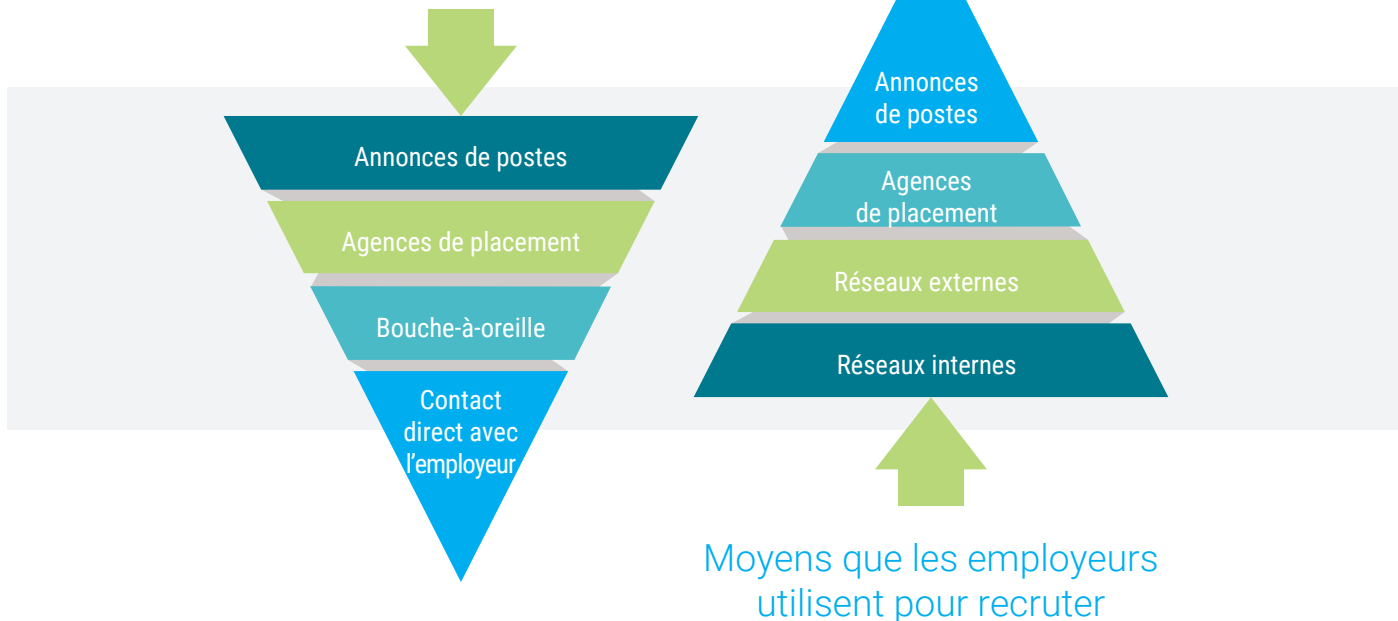 Annonces de postes
Agences de placement
Bouche-à-oreille
Contact
direct avec
l'employeur
Annonces
de postes
Agences
de placement
Réseaux externes
Réseaux internes
Moyens que les employeurs
utilisent pour recruter